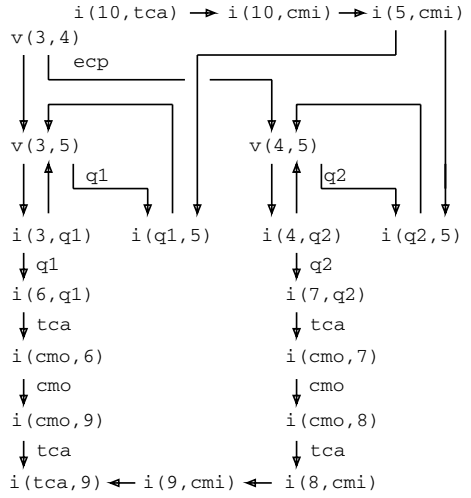 i(10,tca) i(10,cmi) i(5,cmi)
v(3,4)
ecp
v(3,5) v(4,5)
q1 q2
i(3,q1) i(q1,5) i(4,q2) i(q2,5)
q1 q2
i(6,q1) i(7,q2)
tca tca
i(cmo,6) i(cmo,7)
cmo cmo
i(cmo,9) i(cmo,8)
tca tca
i(tca,9) i(9,cmi) i(8,cmi)